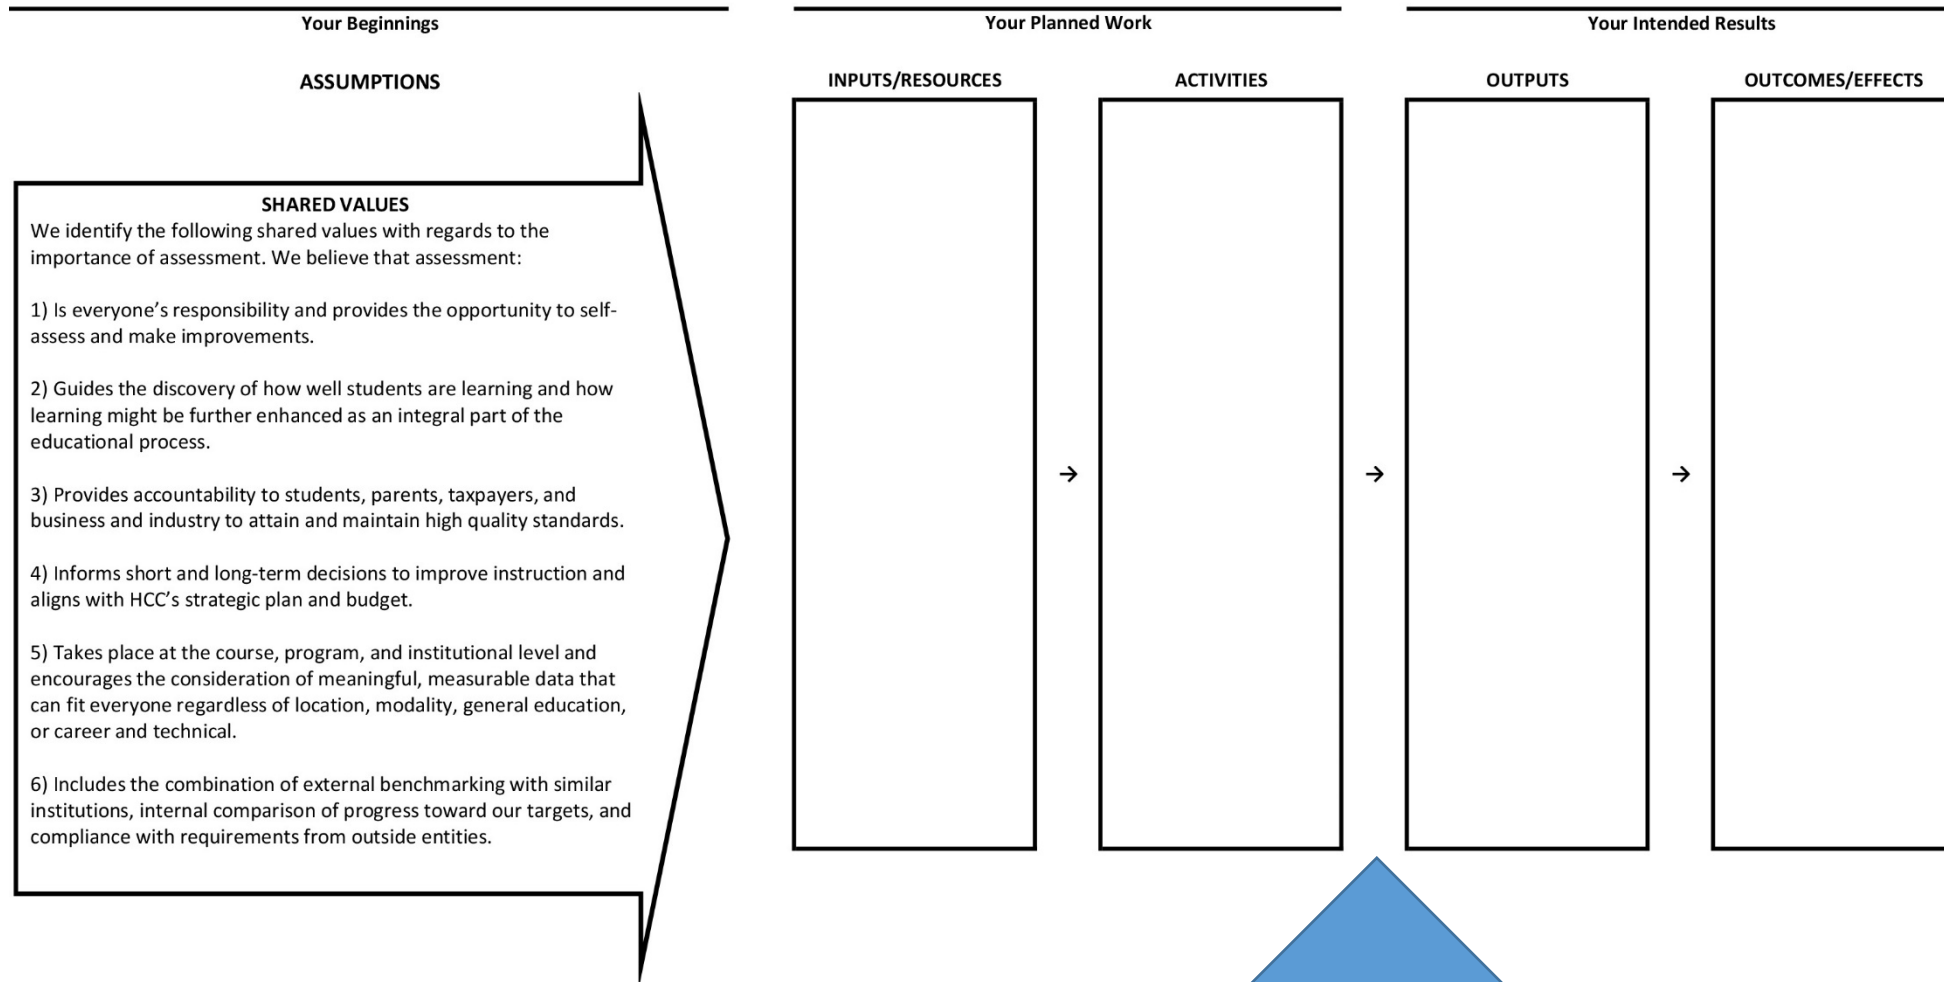 Your Beginnings
Your Planned Work
Your Intended Results
ASSUMPTIONS
INPUTS/RESOURCES
ACTIVITIES
OUTPUTS
OUTCOMES/EFFECTS
SHARED VALUES
We identify the following shared values with regards to the
importance of assessment. We believe that assessment:
1) Is everyone’s responsibility and provides the opportunity to self-
assess and make improvements.
2) Guides the discovery of how well students are learning and how
learning might be further enhanced as an integral part of the
educational process.
3) Provides accountability to students, parents, taxpayers, and
business and industry to attain and maintain high quality standards.
4) Informs short and long-term decisions to improve instruction and
aligns with HCC’s strategic plan and budget.
5) Takes place at the course, program, and institutional level and
encourages the consideration of meaningful, measurable data that
can fit everyone regardless of location, modality, general education,
or career and technical.
6) Includes the combination of external benchmarking with similar
institutions, internal comparison of progress toward our targets, and
compliance with requirements from outside entities.
→ → →